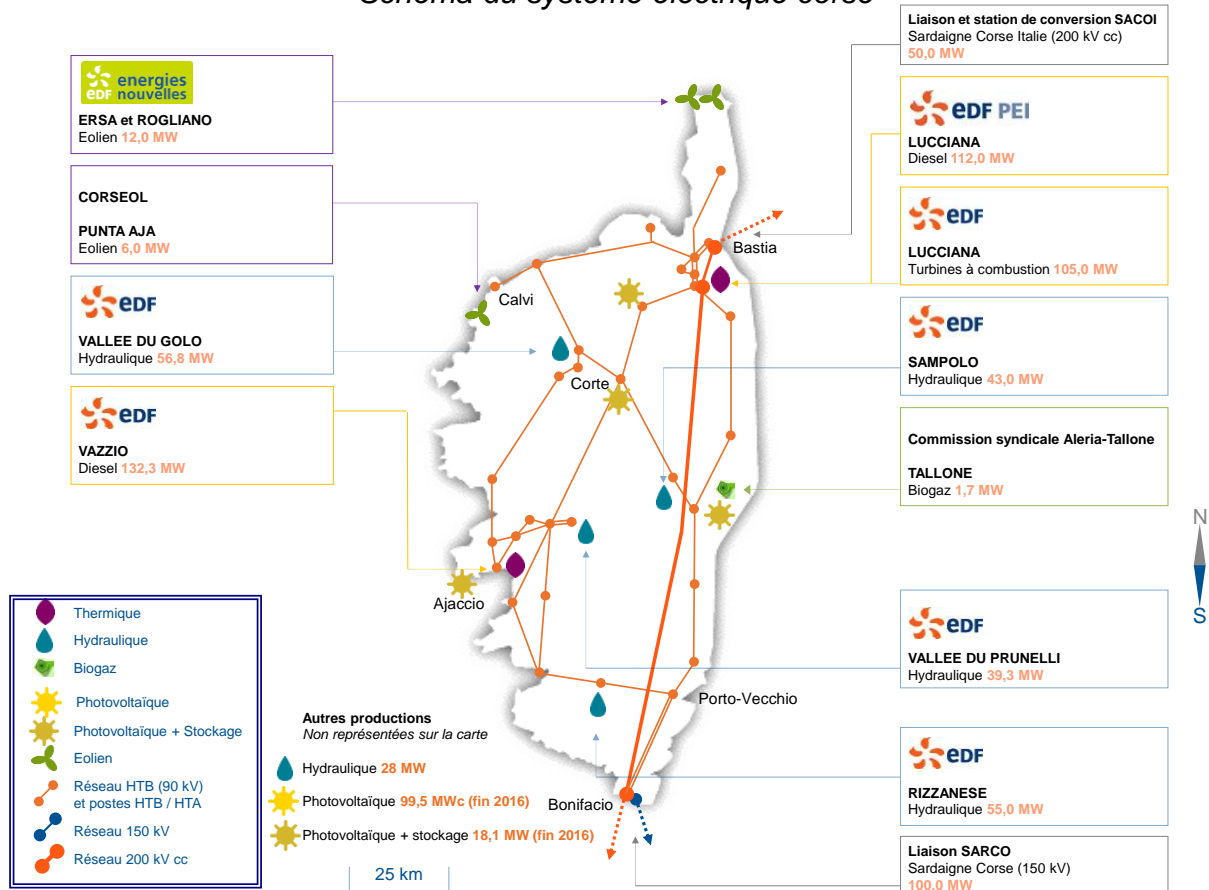 Schéma du système électrique corse
energies
EDF nouvelles
ERSA et ROGLIANO
Eolien 12,0 MW
CORSEOL
PUNTA AJA
Eolien 6,0 MW
eDF
VALLEE DU GOLO
Hydraulique 56,8 MW
eDF
VAZZIO
Diesel 132,3 MW
Liaison et station de conversion SACOI
Sardaigne Corse Italie (200 kV cc)
50,0 MW
eDF PEI
LUCCIANA
Diesel 112,0 MW
eDF
LUCCIANA
Turbines à combustion 105,0 MW
eDF
SAMPOLO
Hydraulique 43,0 MW
Commission syndicale Aleria-Tallone
TALLONE
Biogaz 1,7 MW
eDF
VALLEE DU PRUNELLI
Hydraulique 39,3 MW
eDF
RIZZANESE
Hydraulique 55,0 MW
Liaison SARCO
Sardaigne Corse (150 kV)
100,0 MW
Bastia
Calvi
Corte
Ajaccio
Porto-Vecchio
Bonifacio
N
S
Thermique
Hydraulique
Biogaz
Photovoltaïque
Photovoltaïque + Stockage
Eolien
Réseau HTB (90 kV)
et postes HTB / HTA
Réseau 150 kV
Réseau 200 kV cc
Autres productions
Non représentées sur la carte
Hydraulique 28 MW
Photovoltaïque 99,5 MWc (fin 2016)
Photovoltaïque + stockage 18,1 MW (fin 2016)
25 km